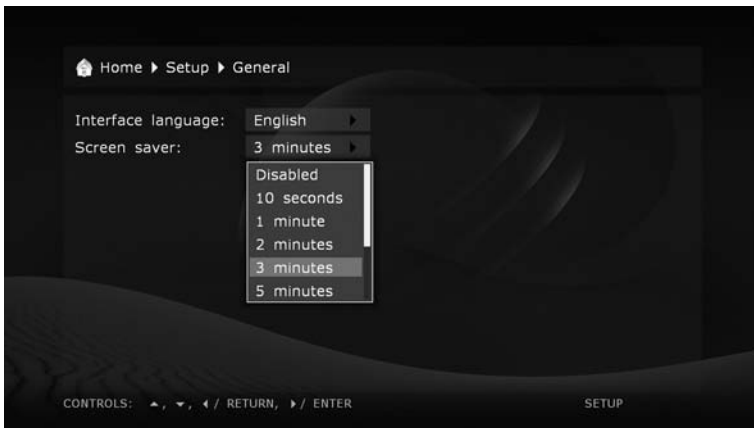 Home ▸ Setup ▸ General
Interface language: English
Screen saver: 3 minutes
Disabled
10 seconds
1 minute
2 minutes
3 minutes
5 minutes
CONTROLS: ▲, ▼, ◂/ RETURN, ▸/ ENTER SETUP